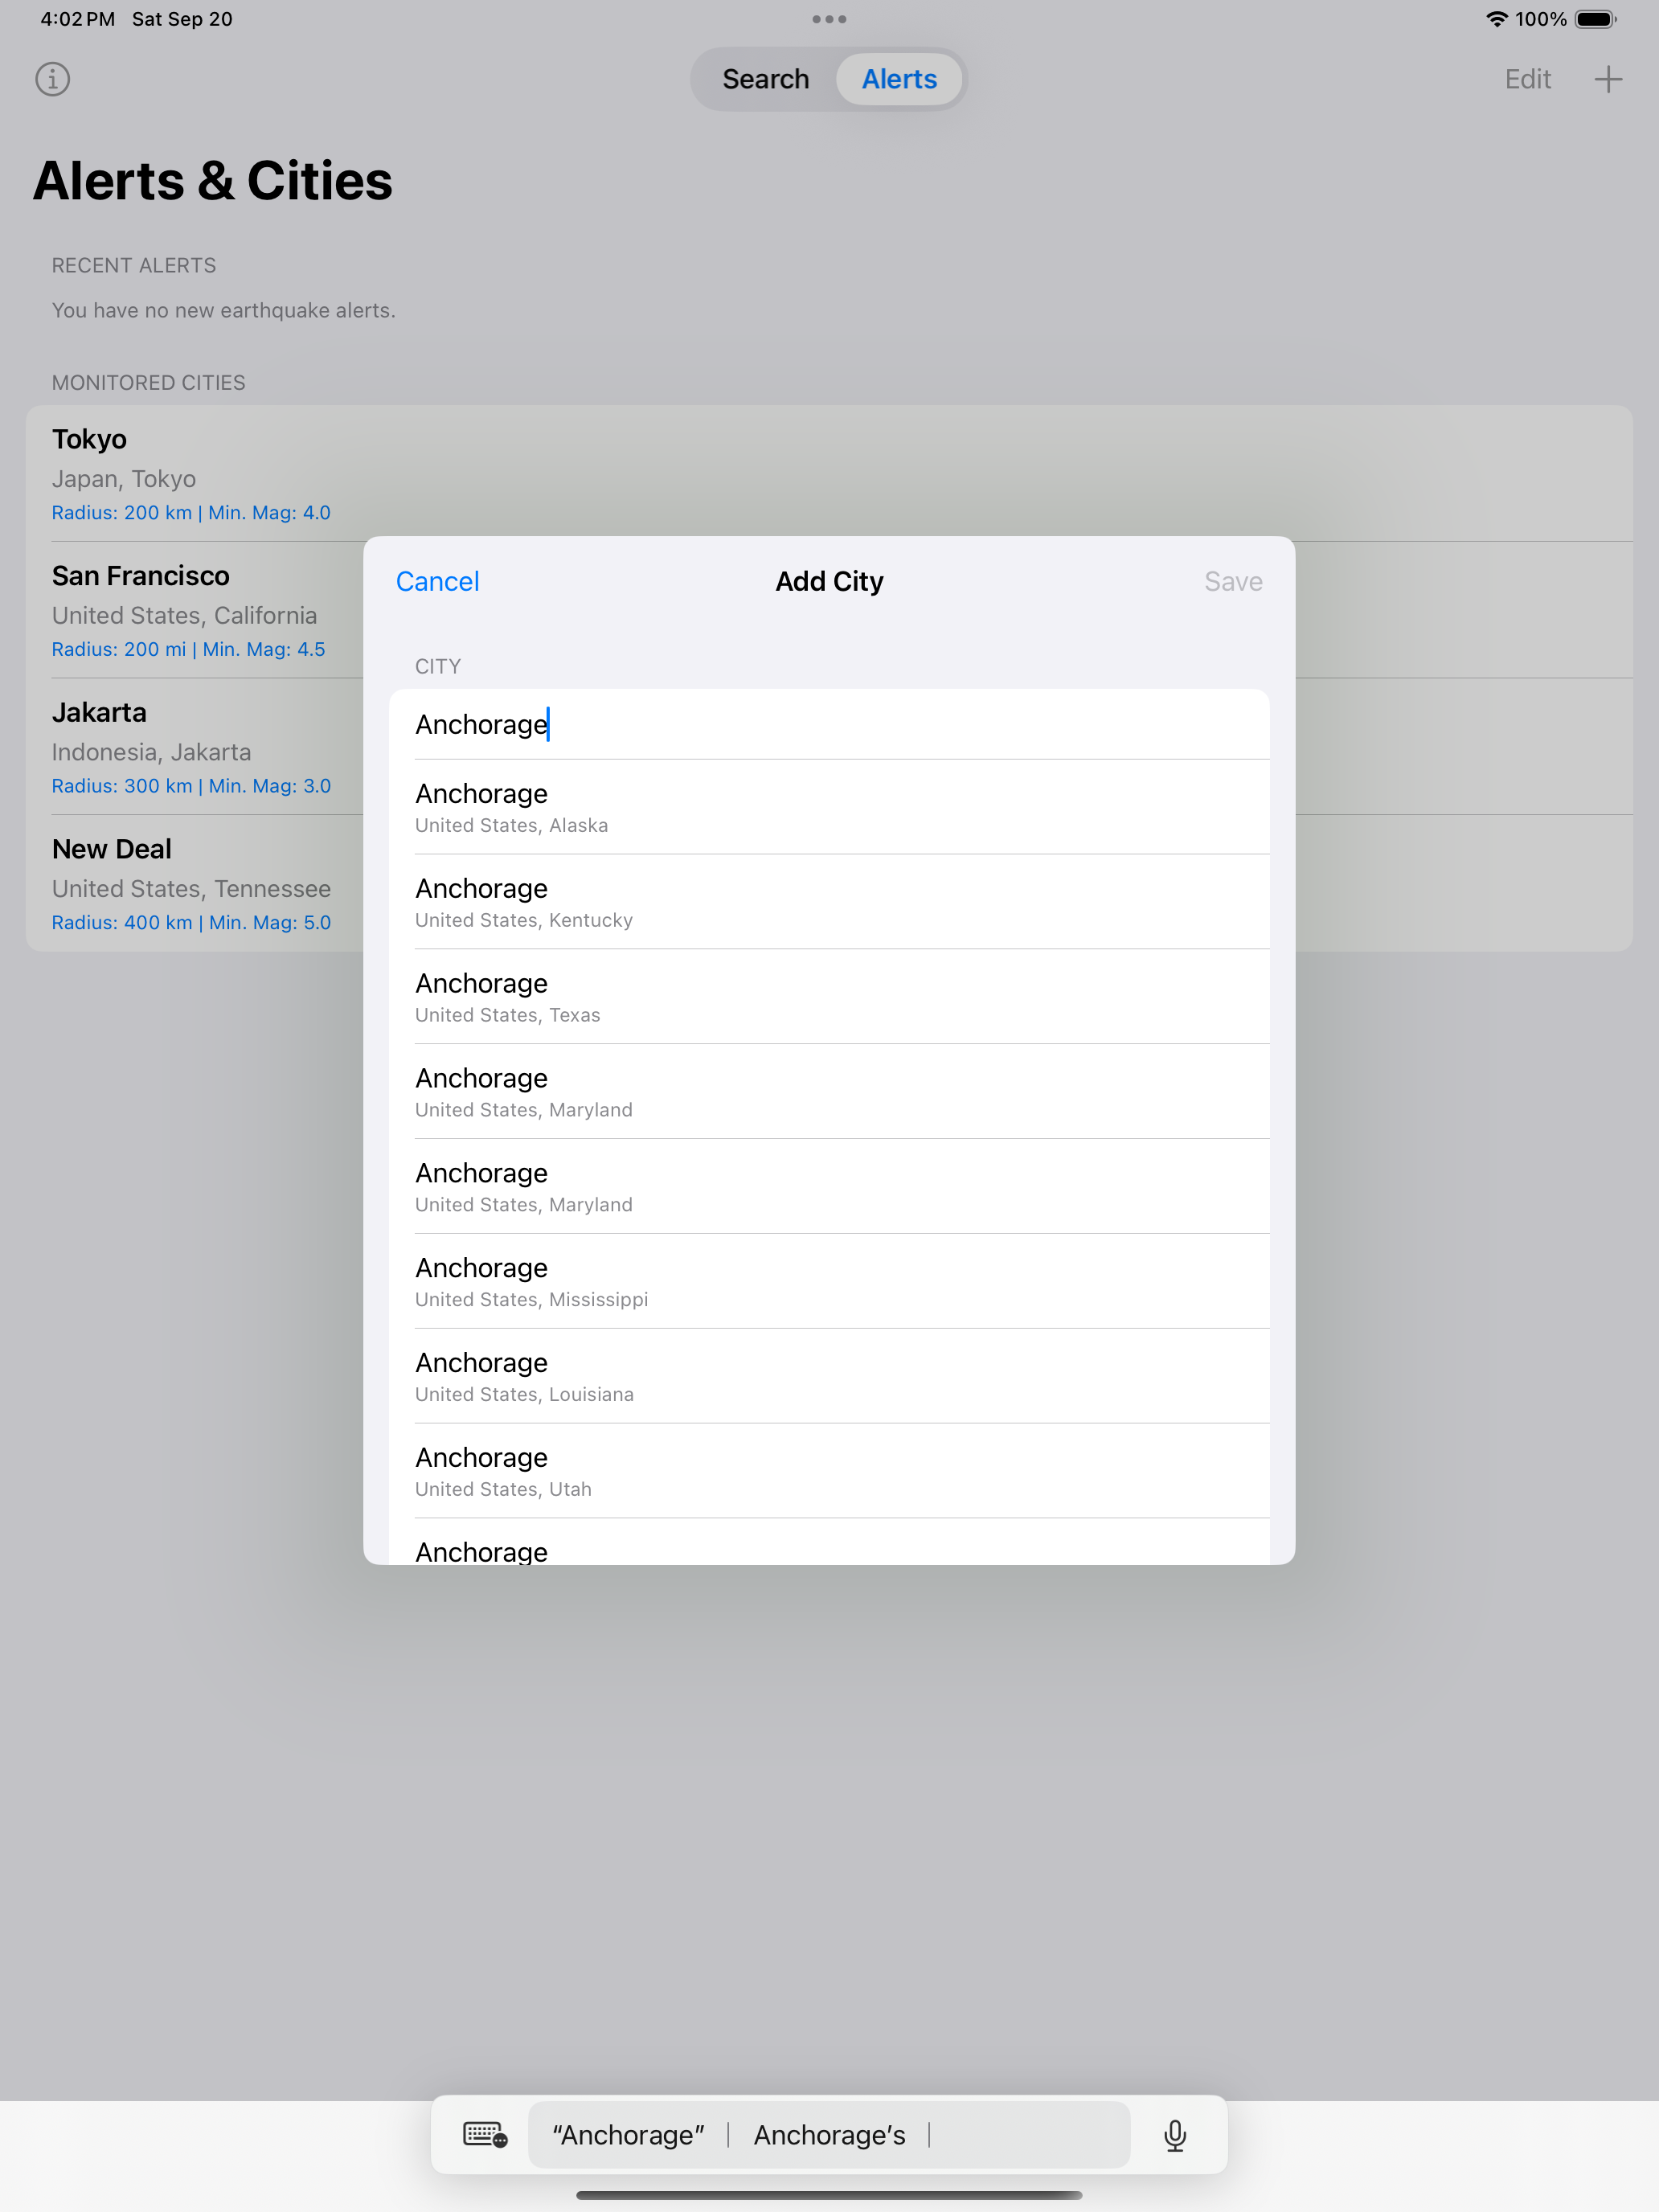 4:02 PM Sat Sep 20
100%
Search Alerts
Edit
Alerts & Cities
RECENT ALERTS
You have no new earthquake alerts.
MONITORED CITIES
Tokyo
Japan, Tokyo
Radius: 200 km | Min. Mag: 4.0
San Francisco
United States, California
Radius: 200 mi | Min. Mag: 4.5
Jakarta
Indonesia, Jakarta
Radius: 300 km | Min. Mag: 3.0
New Deal
United States, Tennessee
Radius: 400 km | Min. Mag: 5.0
Cancel Add City Save
CITY
Anchorage
Anchorage
United States, Alaska
Anchorage
United States, Kentucky
Anchorage
United States, Texas
Anchorage
United States, Maryland
Anchorage
United States, Maryland
Anchorage
United States, Mississippi
Anchorage
United States, Louisiana
Anchorage
United States, Utah
Anchorage
“Anchorage” Anchorage’s